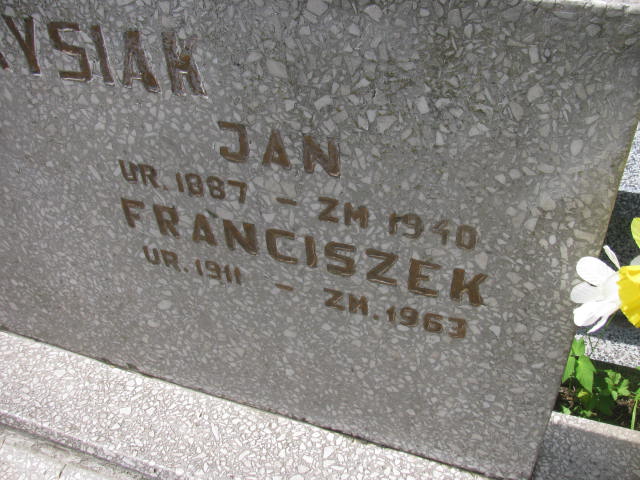 YSIAK
JAN
UR. 1887 - ZM 1940
FRANCISZEK
UR. 1911 - ZM. 1963